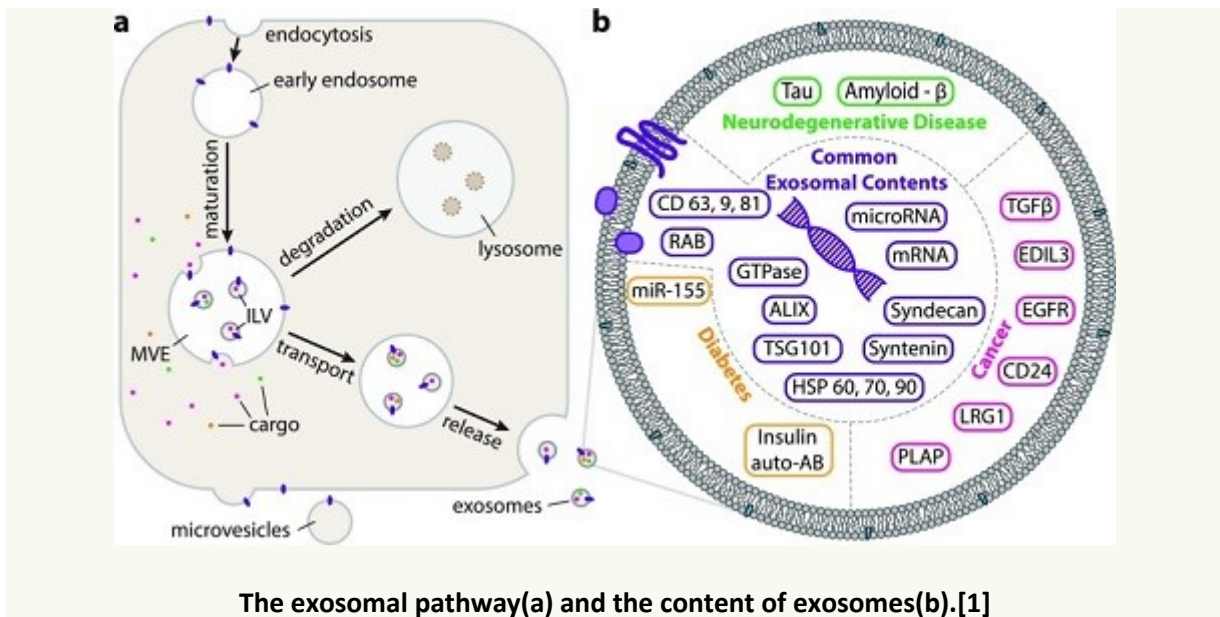 a
endocytosis
early endosome
maturation
degradation
lysosome
ILV
MVE
transport
cargo
release
exosomes
microvesicles
b
Tau
Amyloid - β
Neurodegenerative Disease
Common
Exosomal Contents
CD 63, 9, 81
microRNA
RAB
mRNA
GTPase
miR-155
ALIX
Syndecan
TSG101
Syntenin
HSP 60, 70, 90
Diabetes
Insulin
auto-AB
TGFβ
EDIL3
EGFR
Cancer
CD24
LRG1
PLAP
The exosomal pathway(a) and the content of exosomes(b).[1]